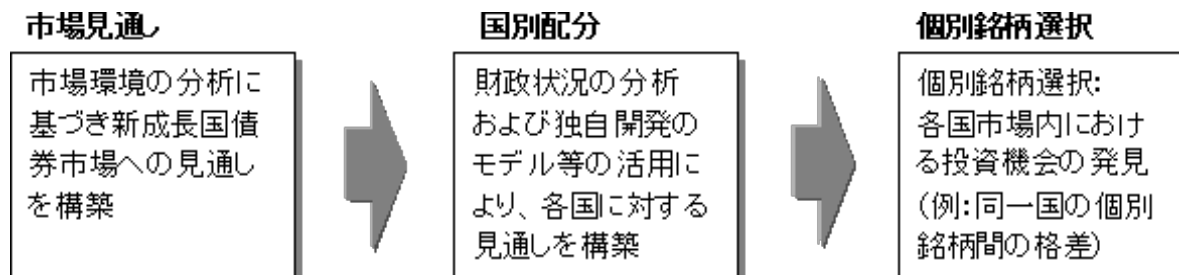 市場見通し
市場環境の分析に
基づき新成長国債
券市場への見通し
を構築
国別配分
財政状況の分析
および独自開発の
モデル等の活用に
より、各国に対する
見通しを構築
個別銘柄選択
個別銘柄選択:
各国市場内におけ
る投資機会の発見
(例:同一国の個別
銘柄間の格差)